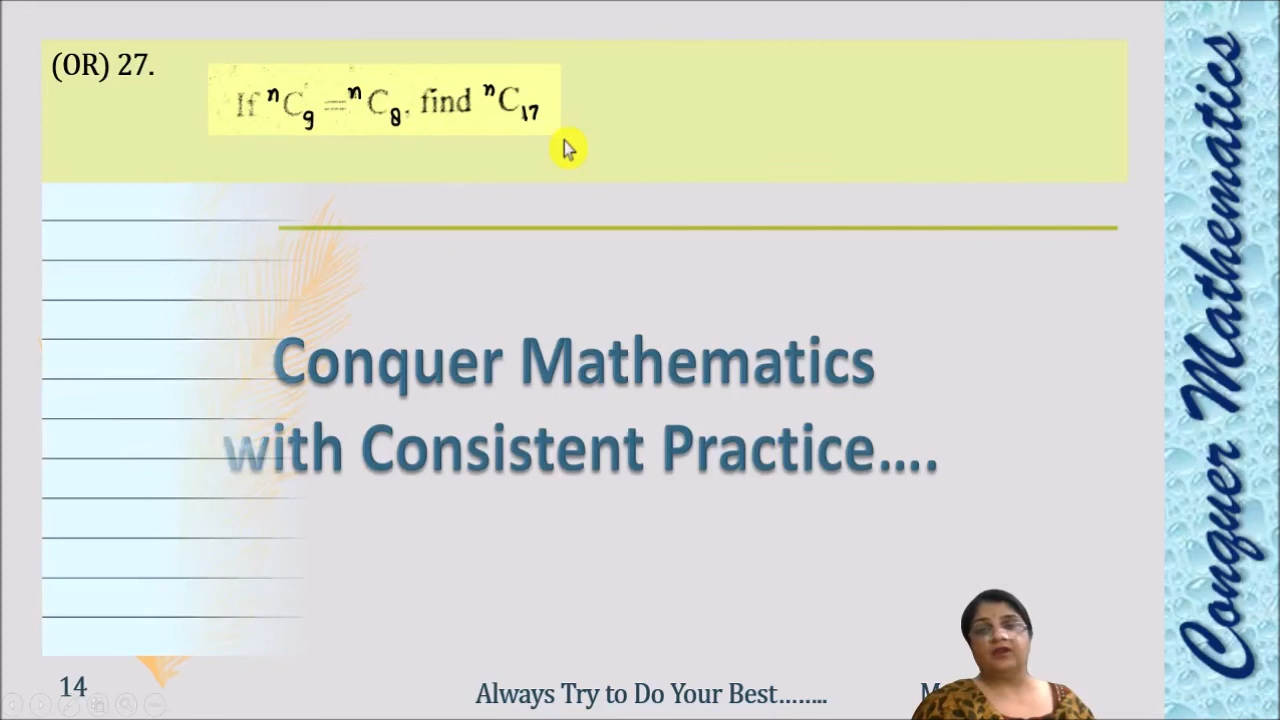 (OR) 27.
If ⁿC₉ = ⁿC₈, find ⁿC₁₇
Conquer Mathematics
with Consistent Practice....
14
Always Try to Do Your Best........
Conquer Mathematics